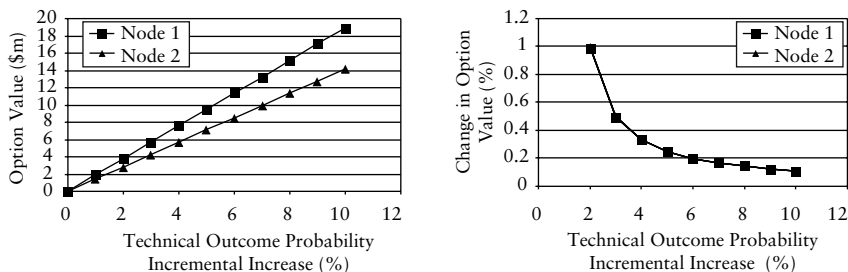 Option Value ($m)
20
18
16
14
12
10
8
6
4
2
0
Node 1
Node 2
0 2 4 6 8 10 12
Technical Outcome Probability
Incremental Increase (%)
Change in Option
Value (%)
1.2
1
0.8
0.6
0.4
0.2
0
Node 1
Node 2
0 2 4 6 8 10 12
Technical Outcome Probability
Incremental Increase (%)